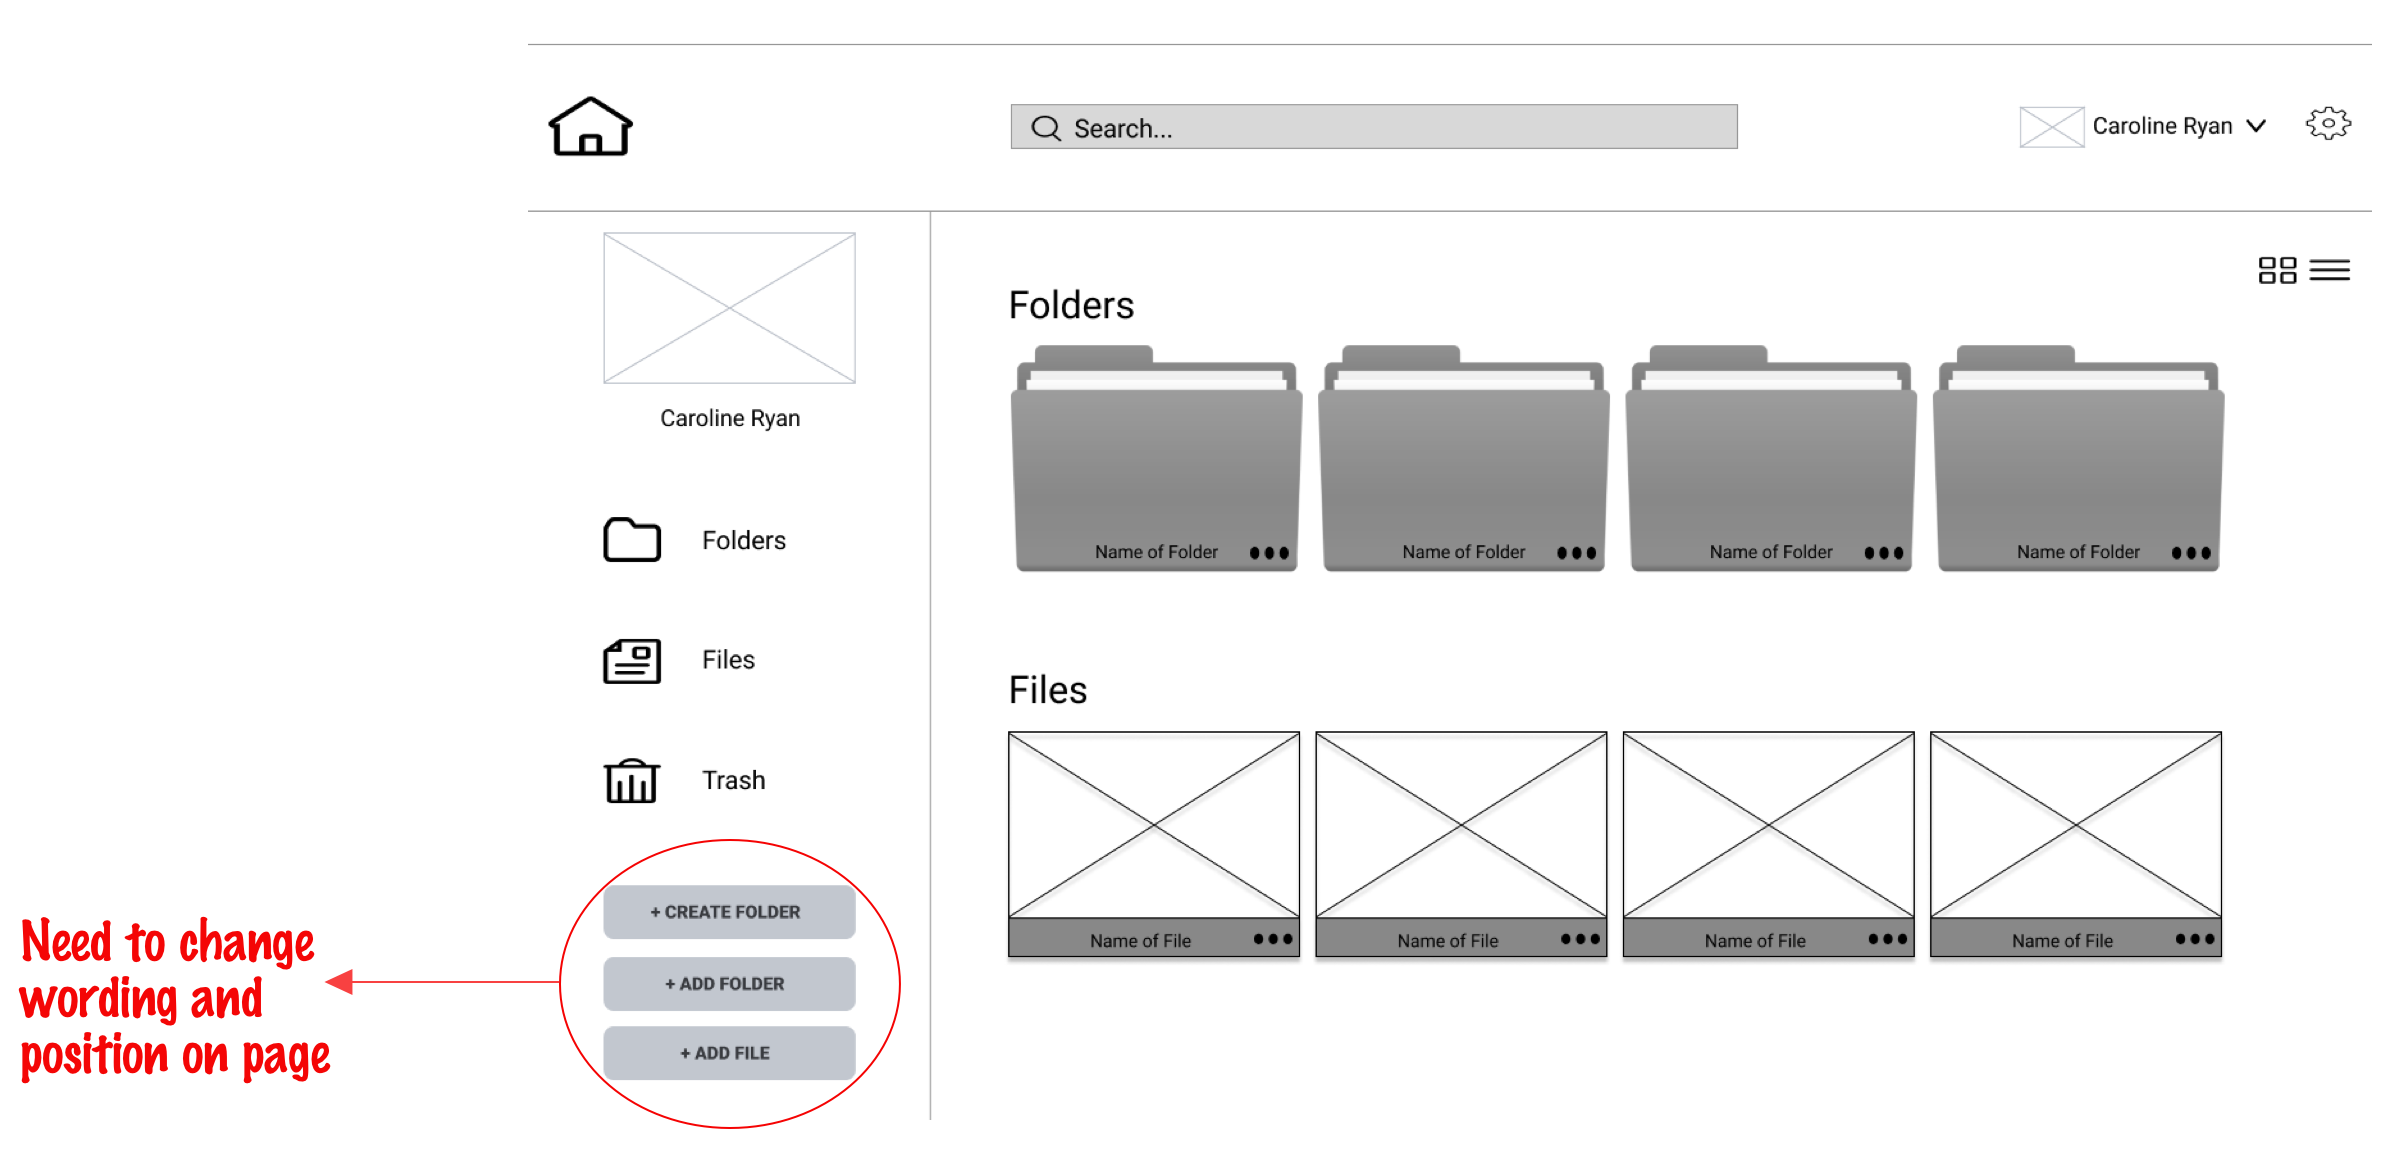 Search...
Caroline Ryan
Caroline Ryan
Folders
Files
Trash
+ CREATE FOLDER
+ ADD FOLDER
+ ADD FILE
Need to change
wording and
position on page
Folders
Name of Folder
Name of Folder
Name of Folder
Name of Folder
Files
Name of File
Name of File
Name of File
Name of File